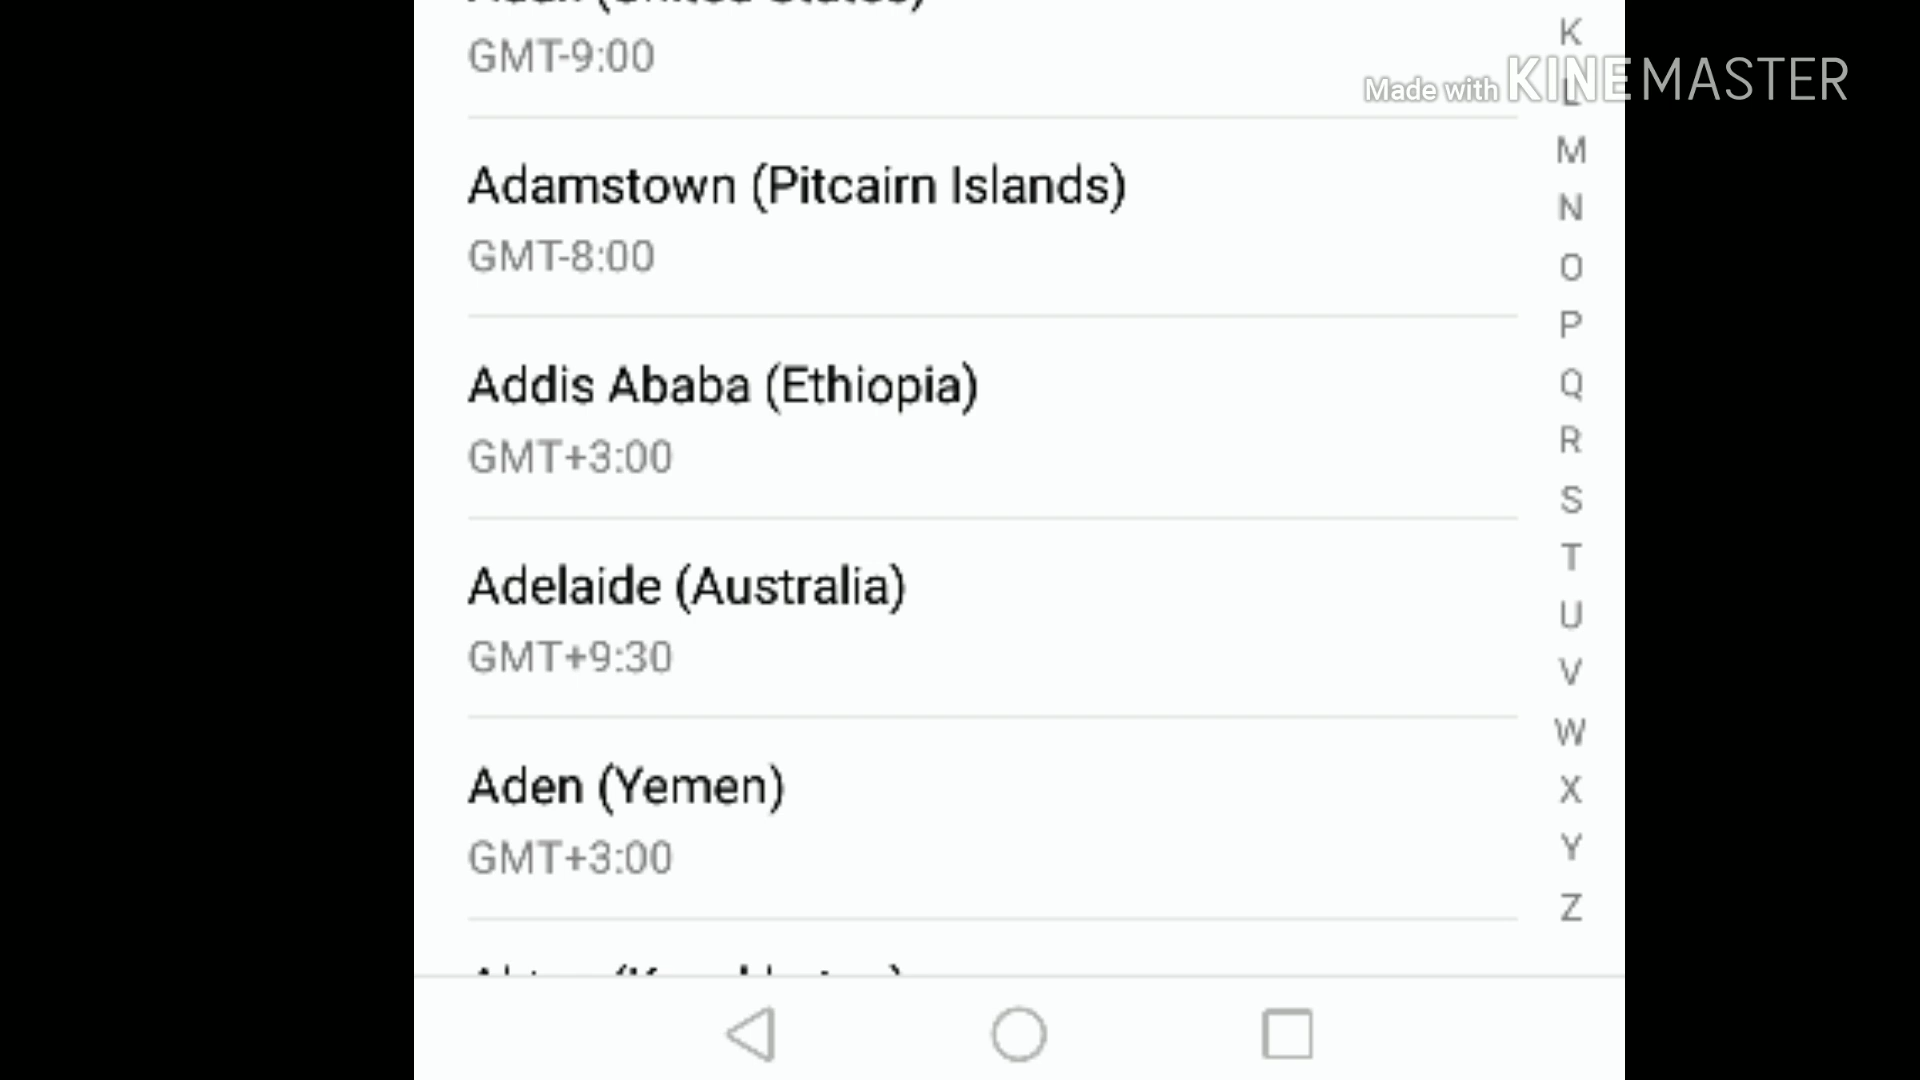 GMT-9:00
Adamstown (Pitcairn Islands)
GMT-8:00
Addis Ababa (Ethiopia)
GMT+3:00
Adelaide (Australia)
GMT+9:30
Aden (Yemen)
GMT+3:00
K
L
M
N
O
P
Q
R
S
T
U
V
W
X
Y
Z
Made with KINEMASTER